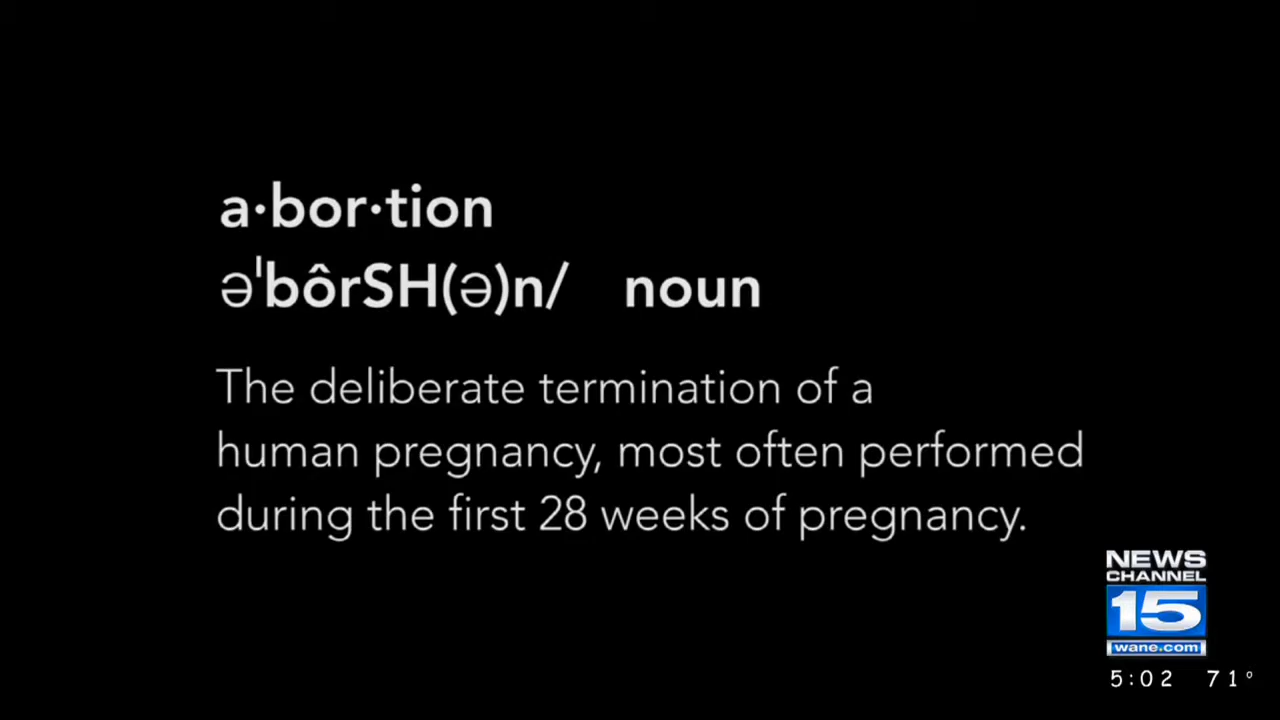 a·bor·tion
əˈbôrSH(ə)n/ noun
The deliberate termination of a
human pregnancy, most often performed
during the first 28 weeks of pregnancy.
NEWS
CHANNEL
15
wane.com
5:02 71°